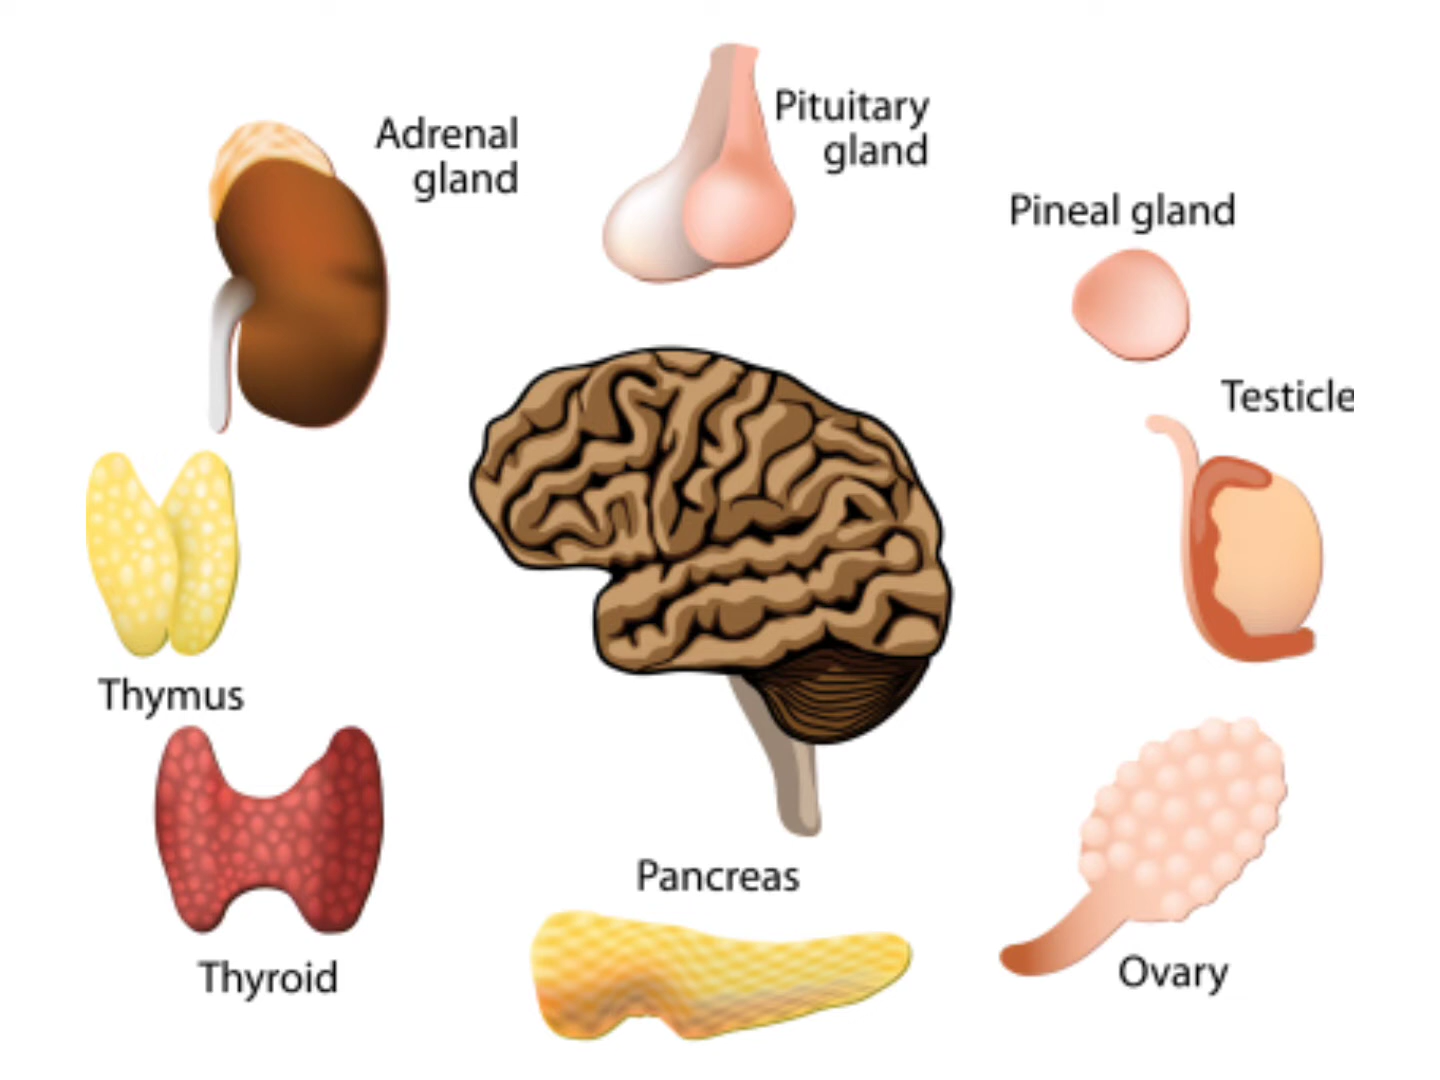 Adrenal
gland
Pituitary
gland
Pineal gland
Testicle
Thymus
Thyroid
Pancreas
Ovary